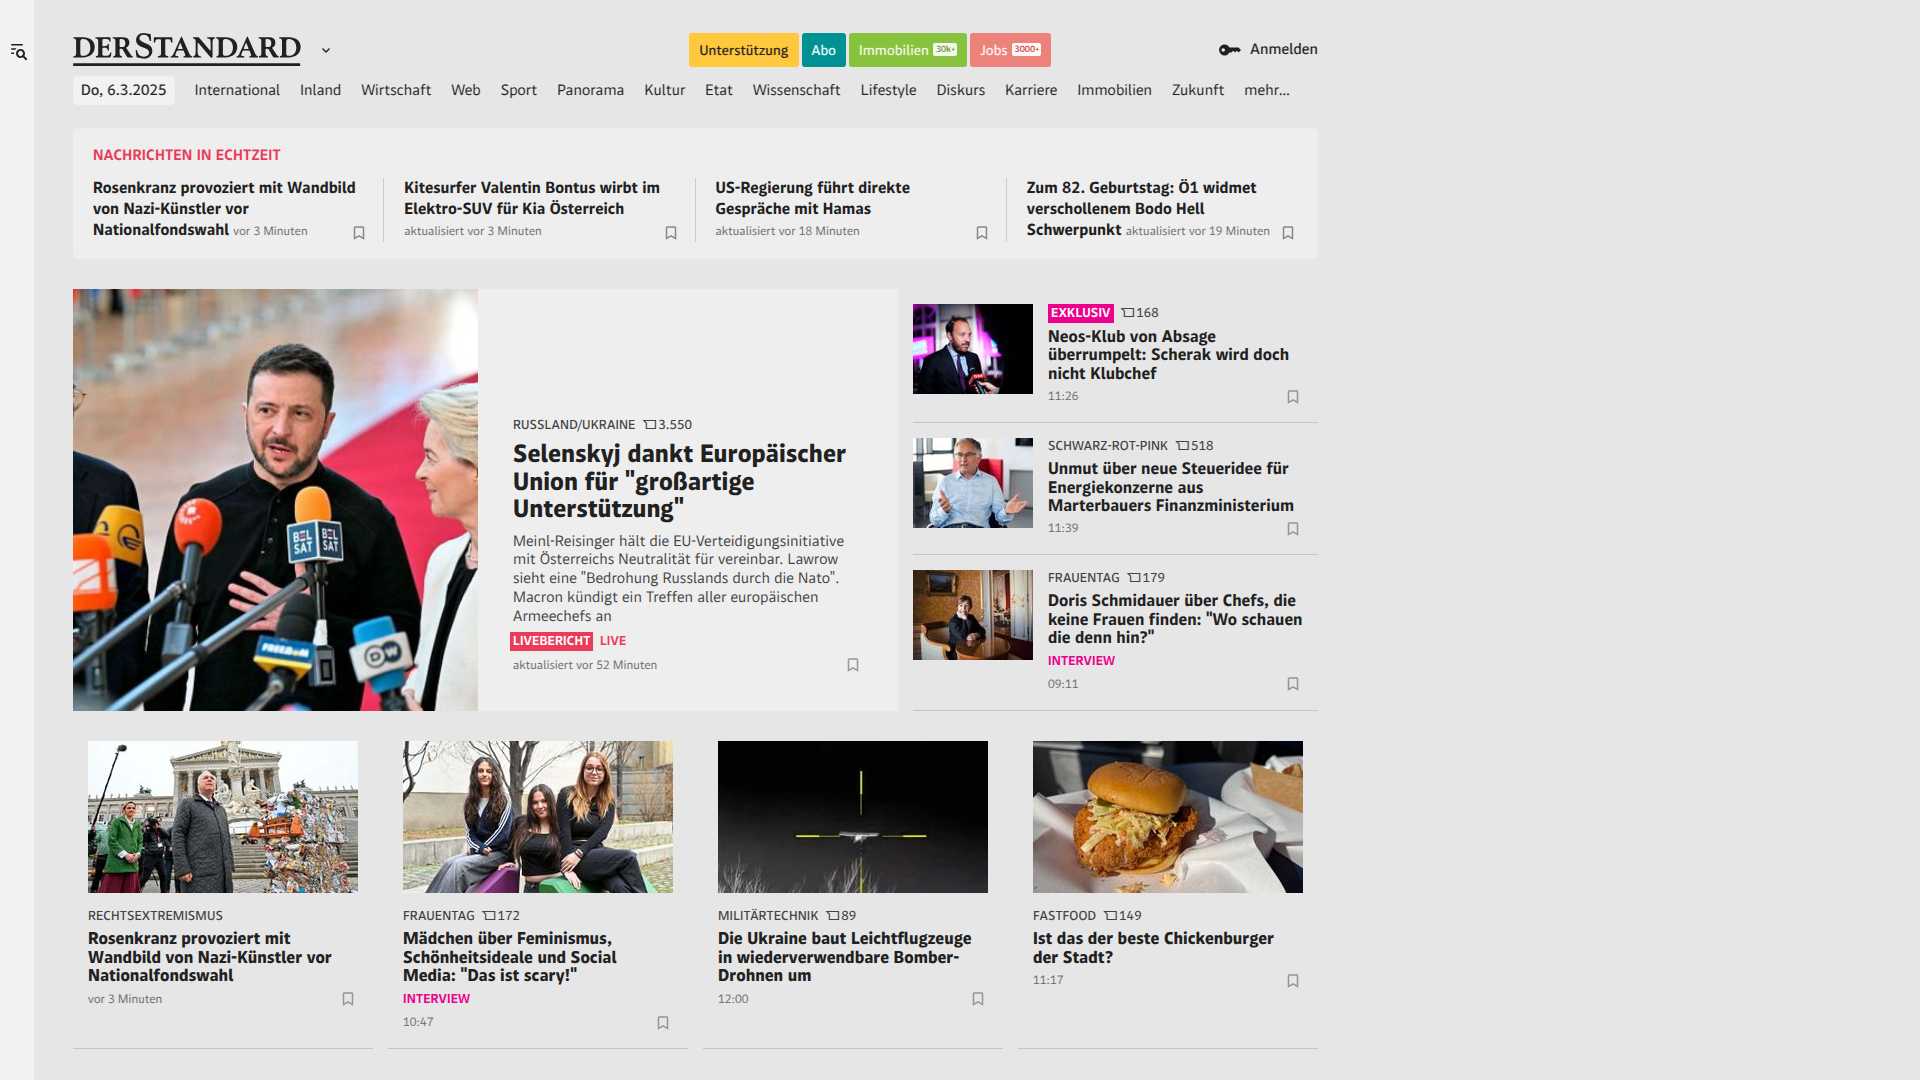 DERSTANDARD
Unterstützung Abo Immobilien 30k+ Jobs 3000+
Anmelden
Do, 6.3.2025 International Inland Wirtschaft Web Sport Panorama Kultur Etat Wissenschaft Lifestyle Diskurs Karriere Immobilien Zukunft mehr...
NACHRICHTEN IN ECHTZEIT
Rosenkranz provoziert mit Wandbild
von Nazi-Künstler vor
Nationalfondswahl vor 3 Minuten
Kitesurfer Valentin Bontus wirbt im
Elektro-SUV für Kia Österreich
aktualisiert vor 3 Minuten
US-Regierung führt direkte
Gespräche mit Hamas
aktualisiert vor 18 Minuten
Zum 82. Geburtstag: Ö1 widmet
verschollenem Bodo Hell
Schwerpunkt aktualisiert vor 19 Minuten
BEL SAT
BEL SAT
FREEDOM
DW
RUSSLAND/UKRAINE 3.550
Selenskyj dankt Europäischer
Union für "großartige
Unterstützung"
Meinl-Reisinger hält die EU-Verteidigungsinitiative
mit Österreichs Neutralität für vereinbar. Lawrow
sieht eine "Bedrohung Russlands durch die Nato".
Macron kündigt ein Treffen aller europäischen
Armeechefs an
LIVEBERICHT LIVE
aktualisiert vor 52 Minuten
EXKLUSIV 168
Neos-Klub von Absage
überrumpelt: Scherak wird doch
nicht Klubchef
11:26
SCHWARZ-ROT-PINK 518
Unmut über neue Steueridee für
Energiekonzerne aus
Marterbauers Finanzministerium
11:39
FRAUENTAG 179
Doris Schmidauer über Chefs, die
keine Frauen finden: "Wo schauen
die denn hin?"
INTERVIEW
09:11
RECHTSEXTREMISMUS
Rosenkranz provoziert mit
Wandbild von Nazi-Künstler vor
Nationalfondswahl
vor 3 Minuten
FRAUENTAG 172
Mädchen über Feminismus,
Schönheitsideale und Social
Media: "Das ist scary!"
INTERVIEW
10:47
MILITÄRTECHNIK 89
Die Ukraine baut Leichtflugzeuge
in wiederverwendbare Bomber-
Drohnen um
12:00
FASTFOOD 149
Ist das der beste Chickenburger
der Stadt?
11:17